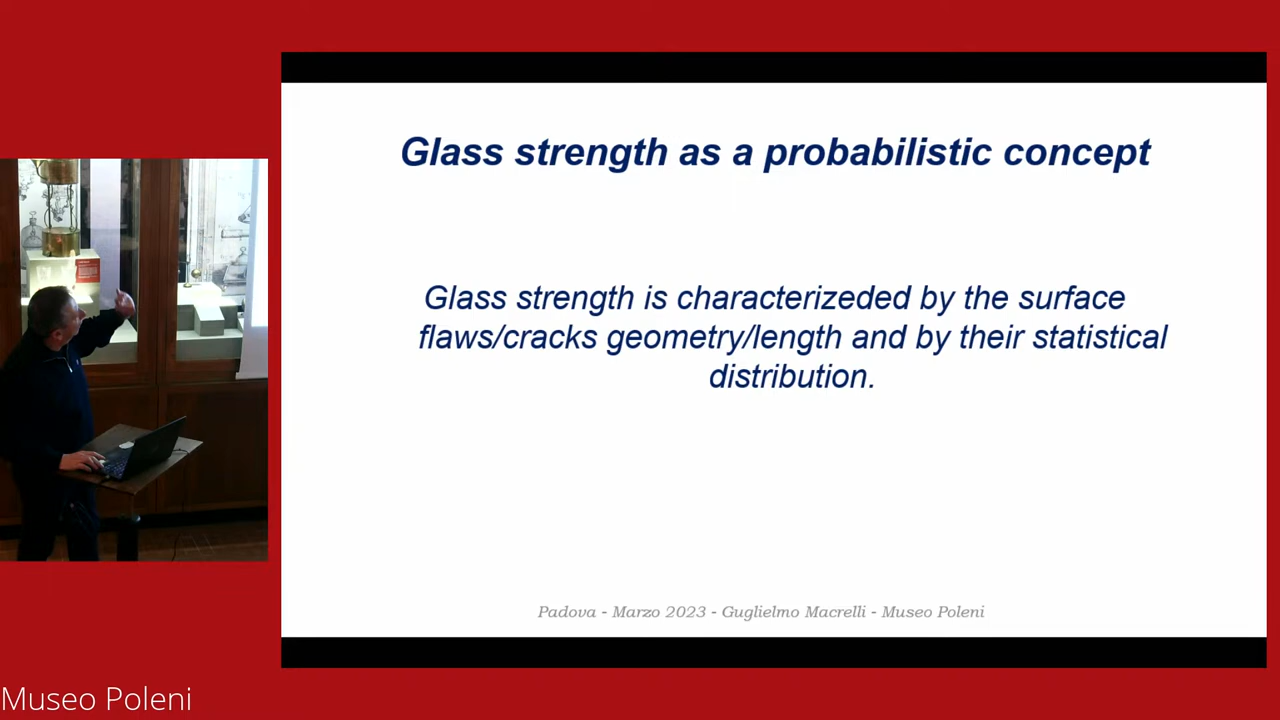 Glass strength as a probabilistic concept
Glass strength is characterizeded by the surface
flaws/cracks geometry/length and by their statistical
distribution.
Padova - Marzo 2023 - Guglielmo Macrelli - Museo Poleni
Museo Poleni